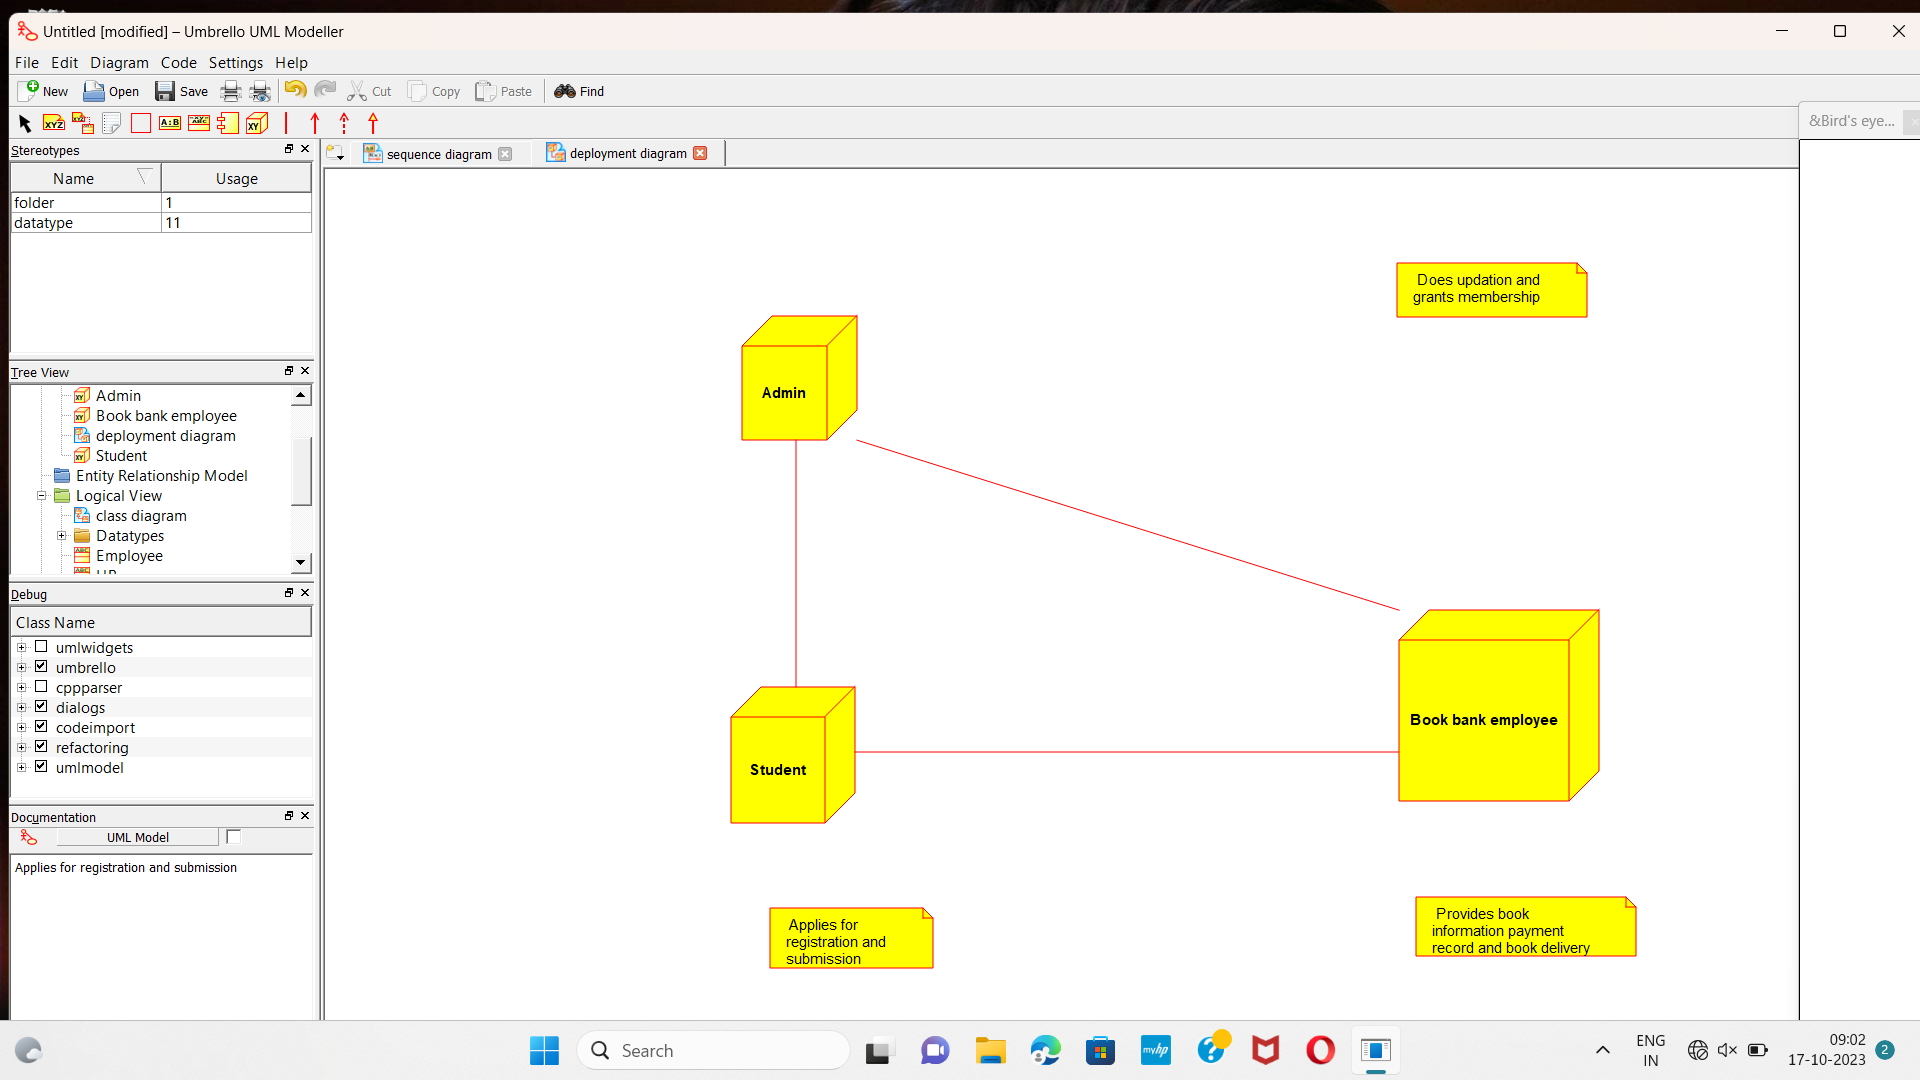 Untitled [modified] – Umbrello UML Modeller
File Edit Diagram Code Settings Help
New Open Save Cut Copy Paste Find
XYZ XYZ A:B ABC XY
&Bird's eye...
Stereotypes
sequence diagram deployment diagram
Name Usage
folder 1
datatype 11
Tree View
Admin
Book bank employee
deployment diagram
Student
Entity Relationship Model
Logical View
class diagram
Datatypes
Employee
Debug
Class Name
umlwidgets
umbrello
cppparser
dialogs
codeimport
refactoring
umlmodel
Documentation
UML Model
Applies for registration and submission
Does updation and
grants membership
Admin
Book bank employee
Student
Applies for
registration and
submission
Provides book
information payment
record and book delivery
Search
myhp
ENG
IN
09:02
17-10-2023
2